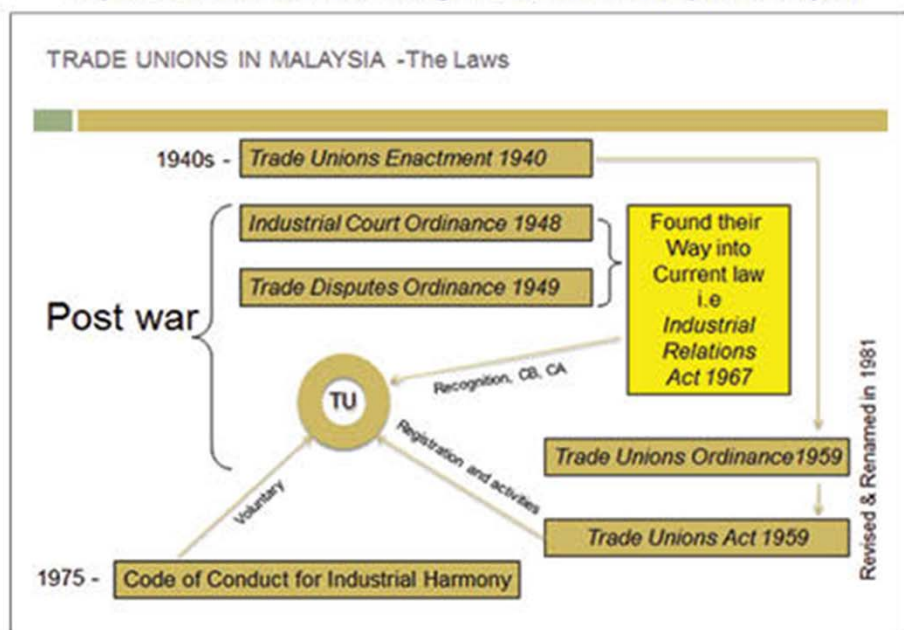 TRADE UNIONS IN MALAYSIA -The Laws
1940s -
Trade Unions Enactment 1940
Post war
Industrial Court Ordinance 1948
Trade Disputes Ordinance 1949
Found their
Way into
Current law
i.e
Industrial
Relations
Act 1967
Recognition, CB, CA
TU
Registration and activities
Voluntary
Trade Unions Ordinance1959
Trade Unions Act 1959
Revised & Renamed in 1981
1975 -
Code of Conduct for Industrial Harmony